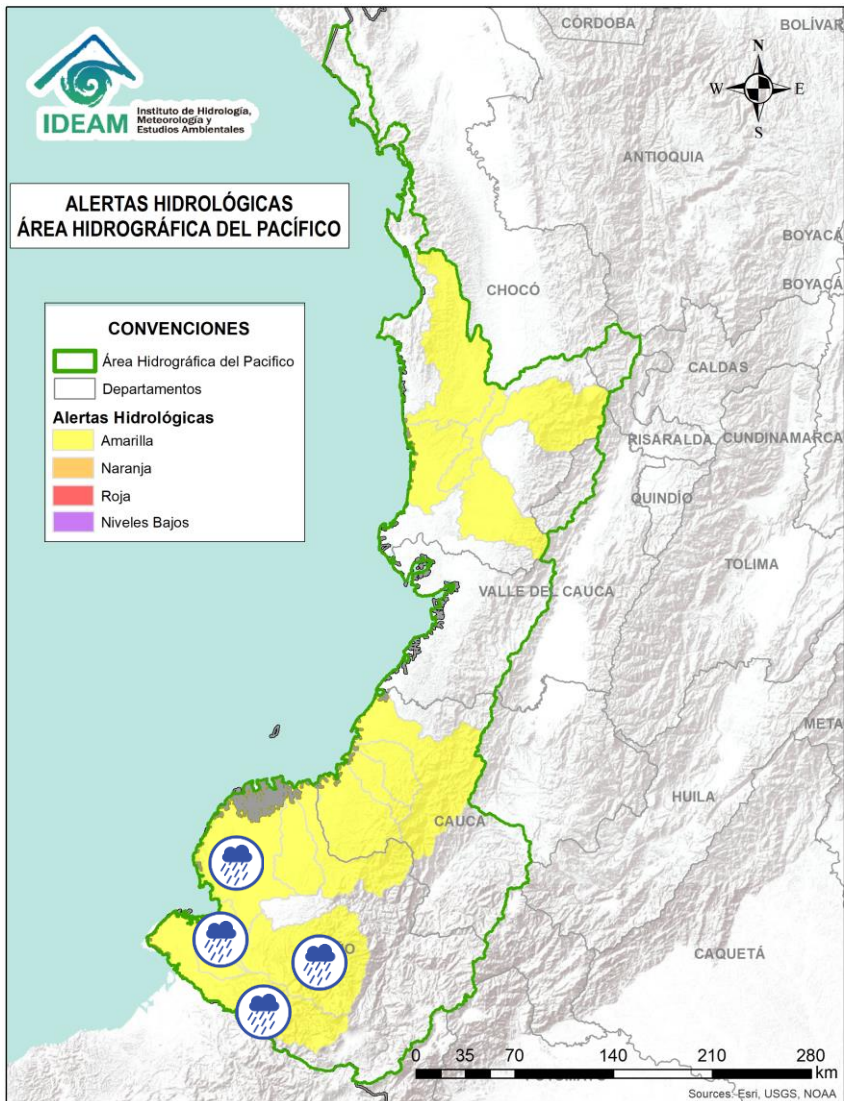 CÓRDOBA
BOLÍVAR
IDEAM
Instituto de Hidrología,
Meteorología y
Estudios Ambientales
N
W
E
S
ANTIOQUIA
ALERTAS HIDROLÓGICAS
ÁREA HIDROGRÁFICA DEL PACÍFICO
BOYACÁ
BOYACÁ
CHOCÓ
CONVENCIONES
Área Hidrográfica del Pacifico
Departamentos
Alertas Hidrológicas
Amarilla
Naranja
Roja
Niveles Bajos
CALDAS
RISARALDA
CUNDINAMARCA
QUINDÍO
TOLIMA
VALLE DEL CAUCA
META
HUILA
CAUCA
CAQUETÁ
0 35 70 140 210 280
km
Sources: Esri, USGS, NOAA